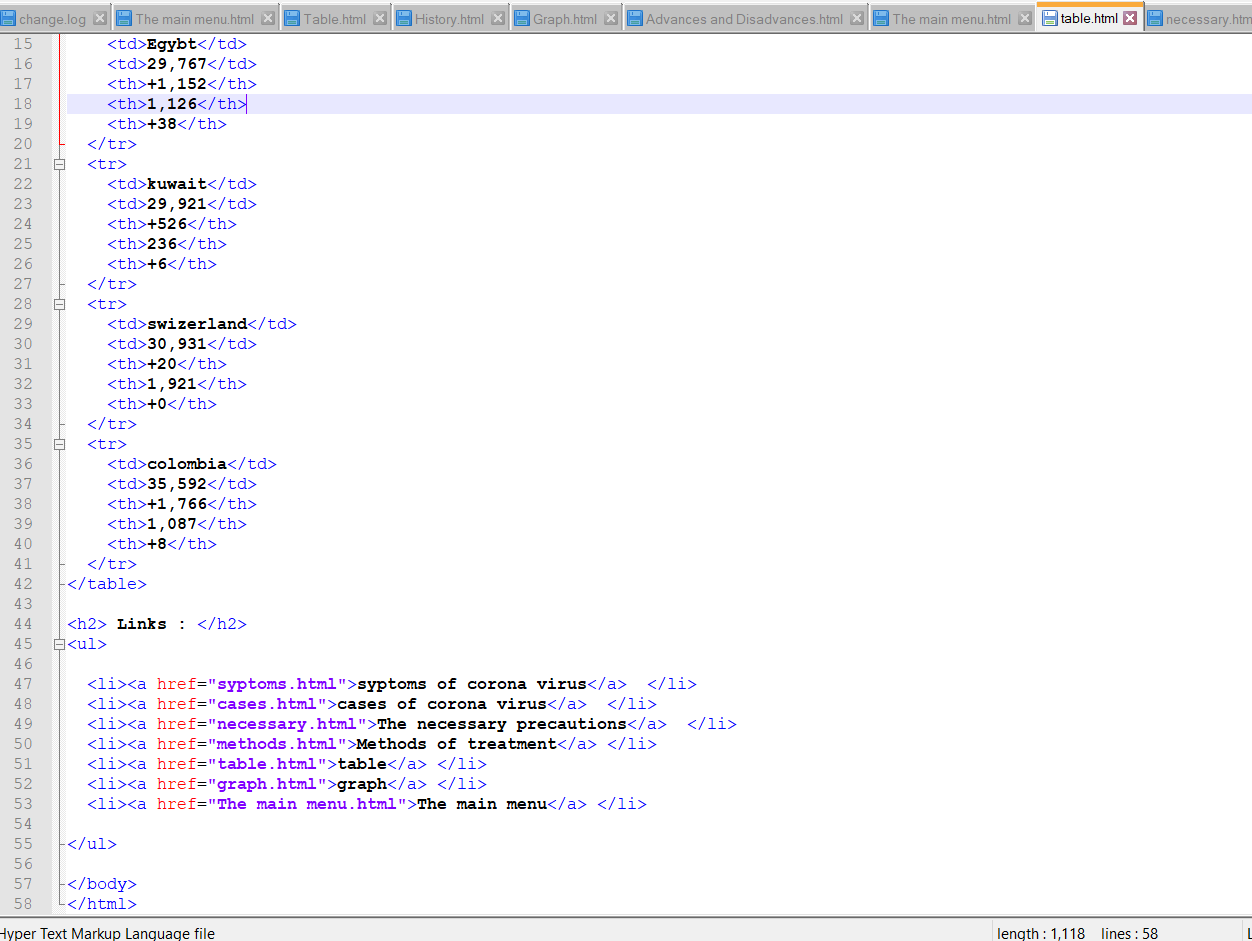 change.log The main menu.html Table.html History.html Graph.html Advances and Disadvances.html The main menu.html table.html necessary.htm
15 <td>Egybt</td>
16 <td>29,767</td>
17 <th>+1,152</th>
18 <th>1,126</th>
19 <th>+38</th>
20 </tr>
21 <tr>
22 <td>kuwait</td>
23 <td>29,921</td>
24 <th>+526</th>
25 <th>236</th>
26 <th>+6</th>
27 </tr>
28 <tr>
29 <td>swizerland</td>
30 <td>30,931</td>
31 <th>+20</th>
32 <th>1,921</th>
33 <th>+0</th>
34 </tr>
35 <tr>
36 <td>colombia</td>
37 <td>35,592</td>
38 <th>+1,766</th>
39 <th>1,087</th>
40 <th>+8</th>
41 </tr>
42 </table>
43
44 <h2> Links : </h2>
45 <ul>
46
47 <li><a href="syptoms.html">syptoms of corona virus</a>  </li>
48 <li><a href="cases.html">cases of corona virus</a>  </li>
49 <li><a href="necessary.html">The necessary precautions</a>  </li>
50 <li><a href="methods.html">Methods of treatment</a> </li>
51 <li><a href="table.html">table</a> </li>
52 <li><a href="graph.html">graph</a> </li>
53 <li><a href="The main menu.html">The main menu</a> </li>
54
55 </ul>
56
57 </body>
58 </html>
Hyper Text Markup Language file length : 1,118 lines : 58 L